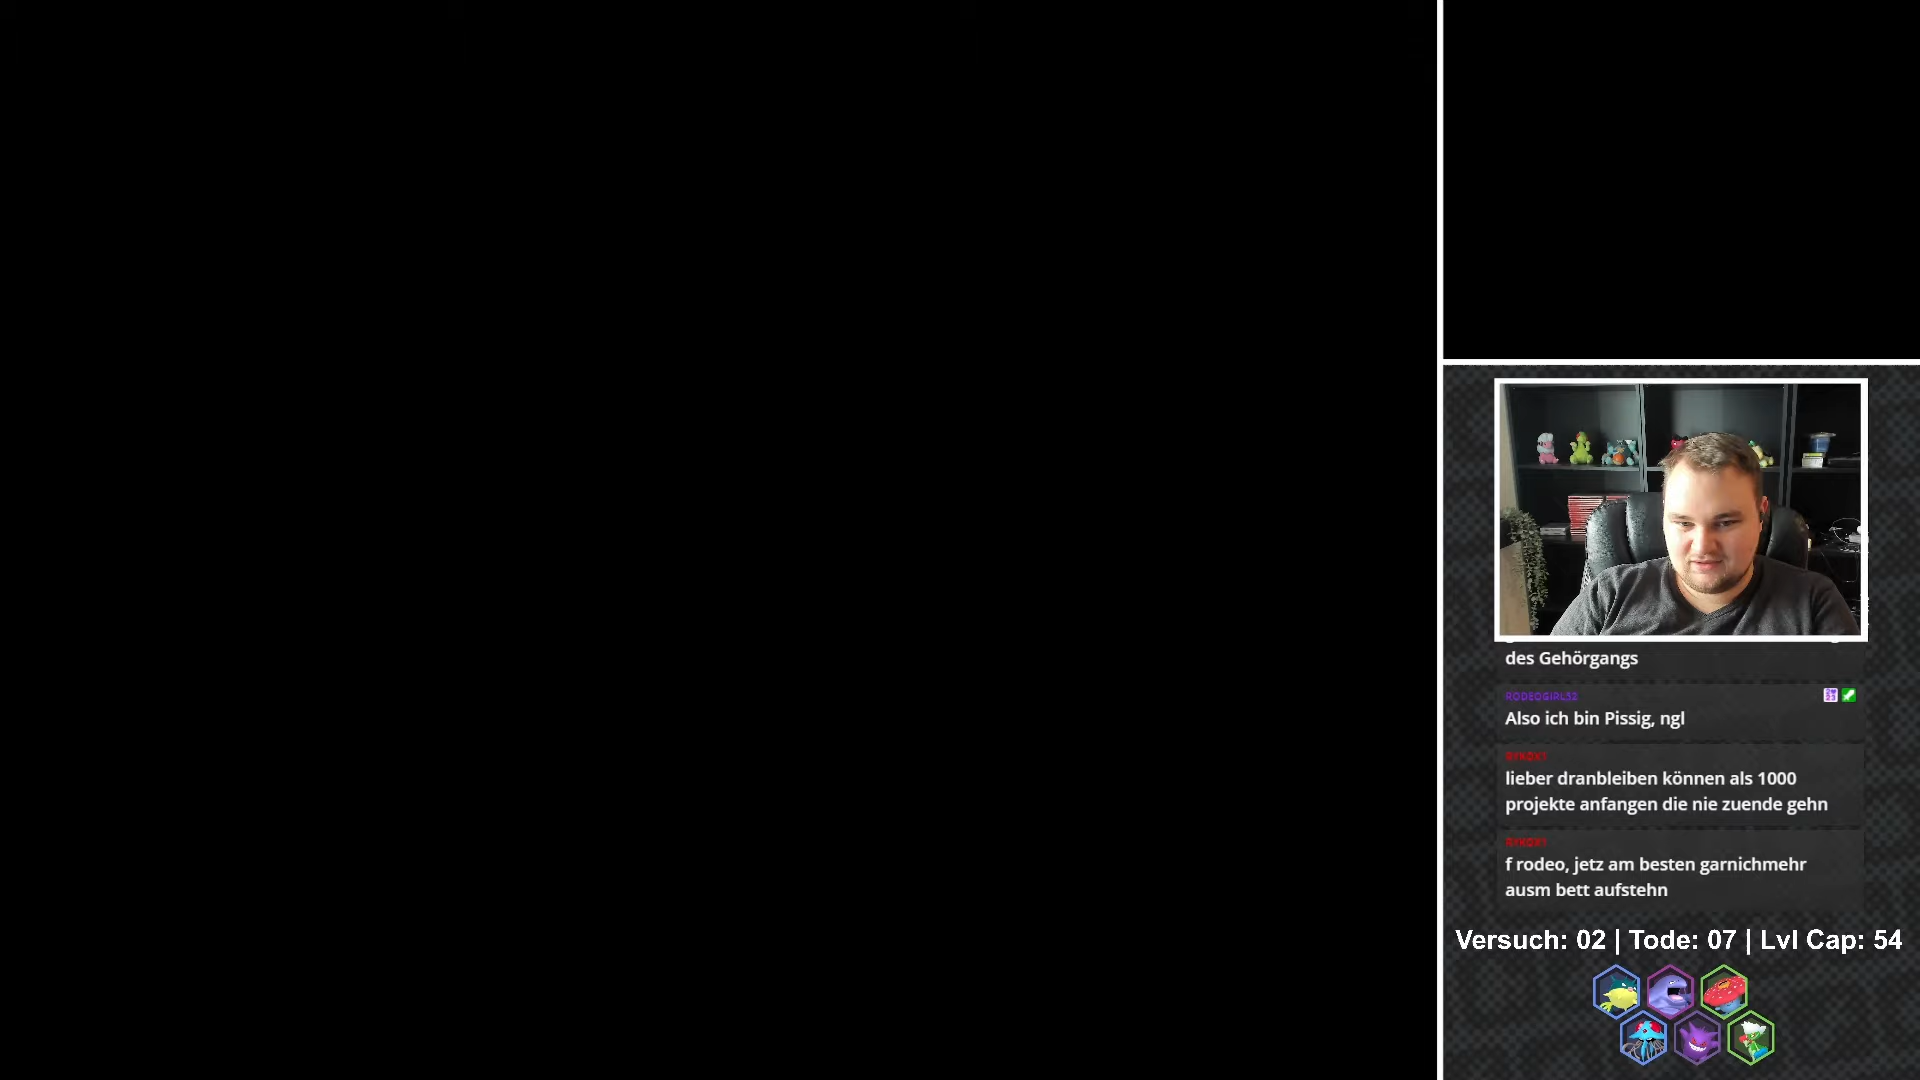 des Gehörgangs
RODEOGIRL52
Also ich bin Pissig, ngl
lieber dranbleiben können als 1000
projekte anfangen die nie zuende gehn
f rodeo, jetz am besten garnichmehr
ausm bett aufstehn
Versuch: 02 | Tode: 07 | Lvl Cap: 54